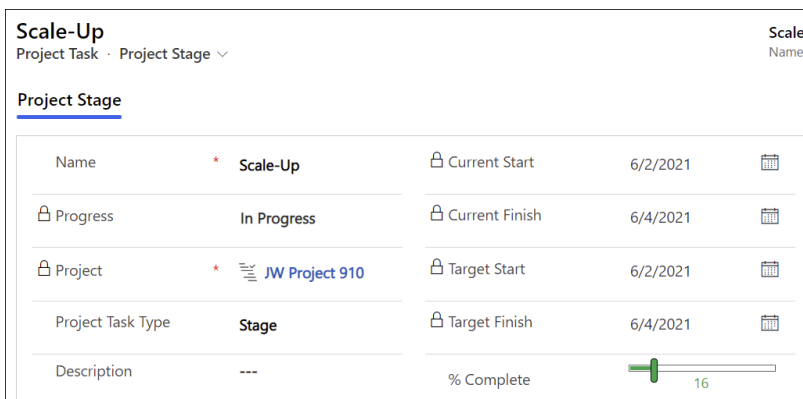 Scale-Up
Project Task · Project Stage
Scale
Name
Project Stage
Name * Scale-Up
Current Start 6/2/2021
Progress In Progress
Current Finish 6/4/2021
Project * JW Project 910
Target Start 6/2/2021
Project Task Type Stage
Target Finish 6/4/2021
Description ---
% Complete 16